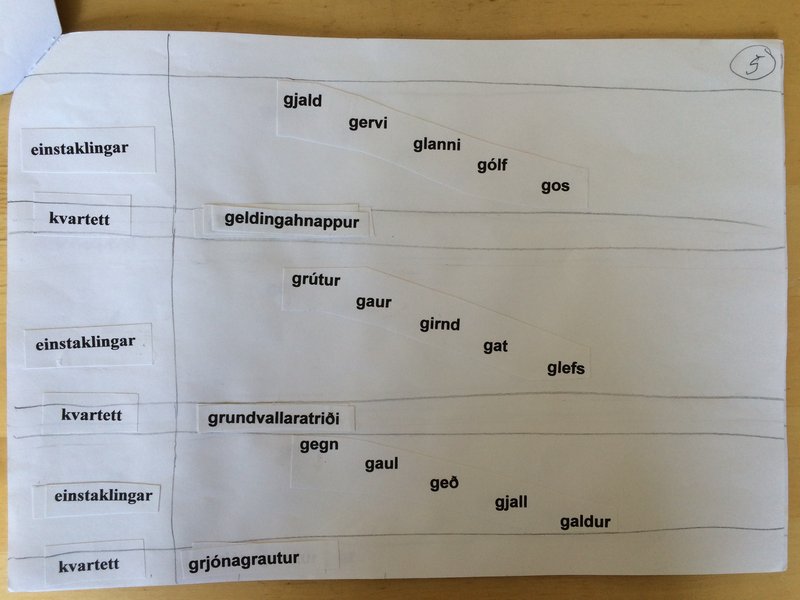 5
gjald
gervi
einstaklingar
glanni
gólf
gos
kvartett
geldingahnappur
grútur
gaur
girnd
einstaklingar
gat
glefs
kvartett
grundvallaratriði
gegn
gaul
geð
einstaklingar
gjall
galdur
kvartett
grjónagrautur